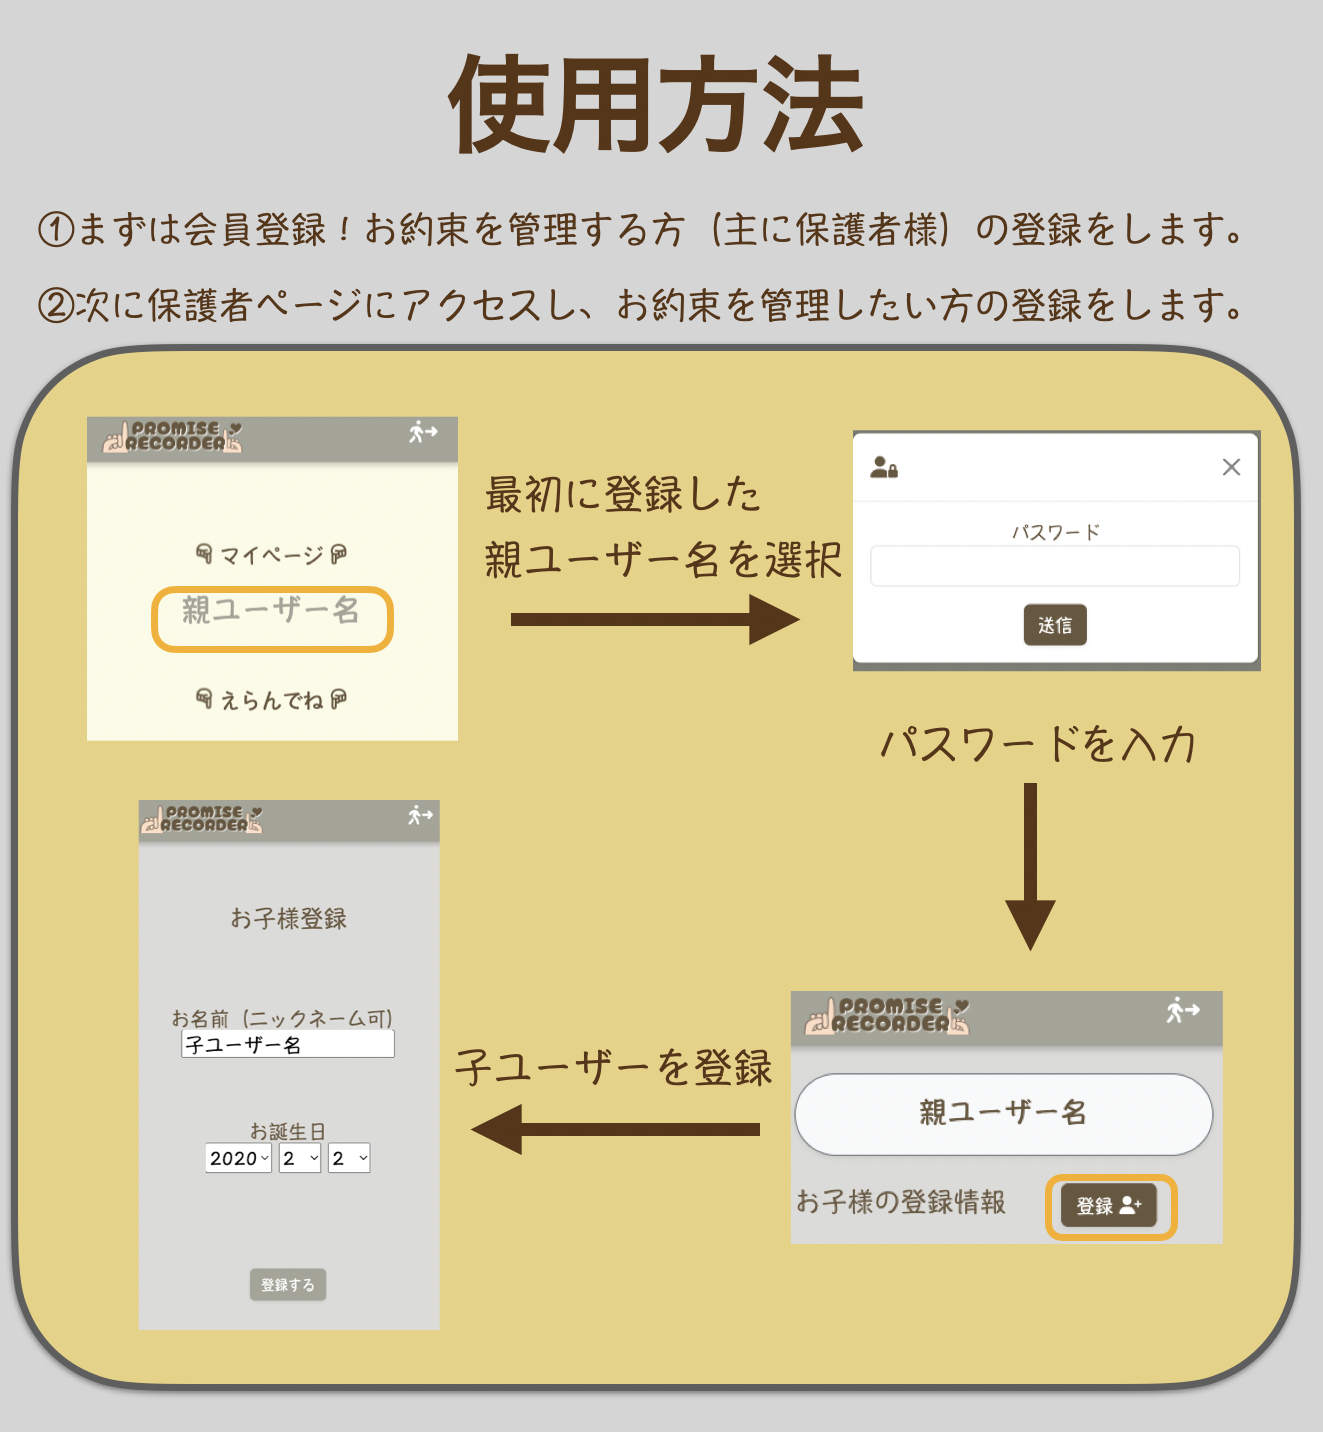 使用方法
①まずは会員登録！お約束を管理する方（主に保護者様）の登録をします。
②次に保護者ページにアクセスし、お約束を管理したい方の登録をします。
PROMISE
RECORDER
マイページ
親ユーザー名
えらんでね
最初に登録した
親ユーザー名を選択
パスワード
送信
パスワードを入力
PROMISE
RECORDER
親ユーザー名
お子様の登録情報
登録
子ユーザーを登録
PROMISE
RECORDER
お子様登録
お名前（ニックネーム可）
子ユーザー名
お誕生日
2020 2 2
登録する